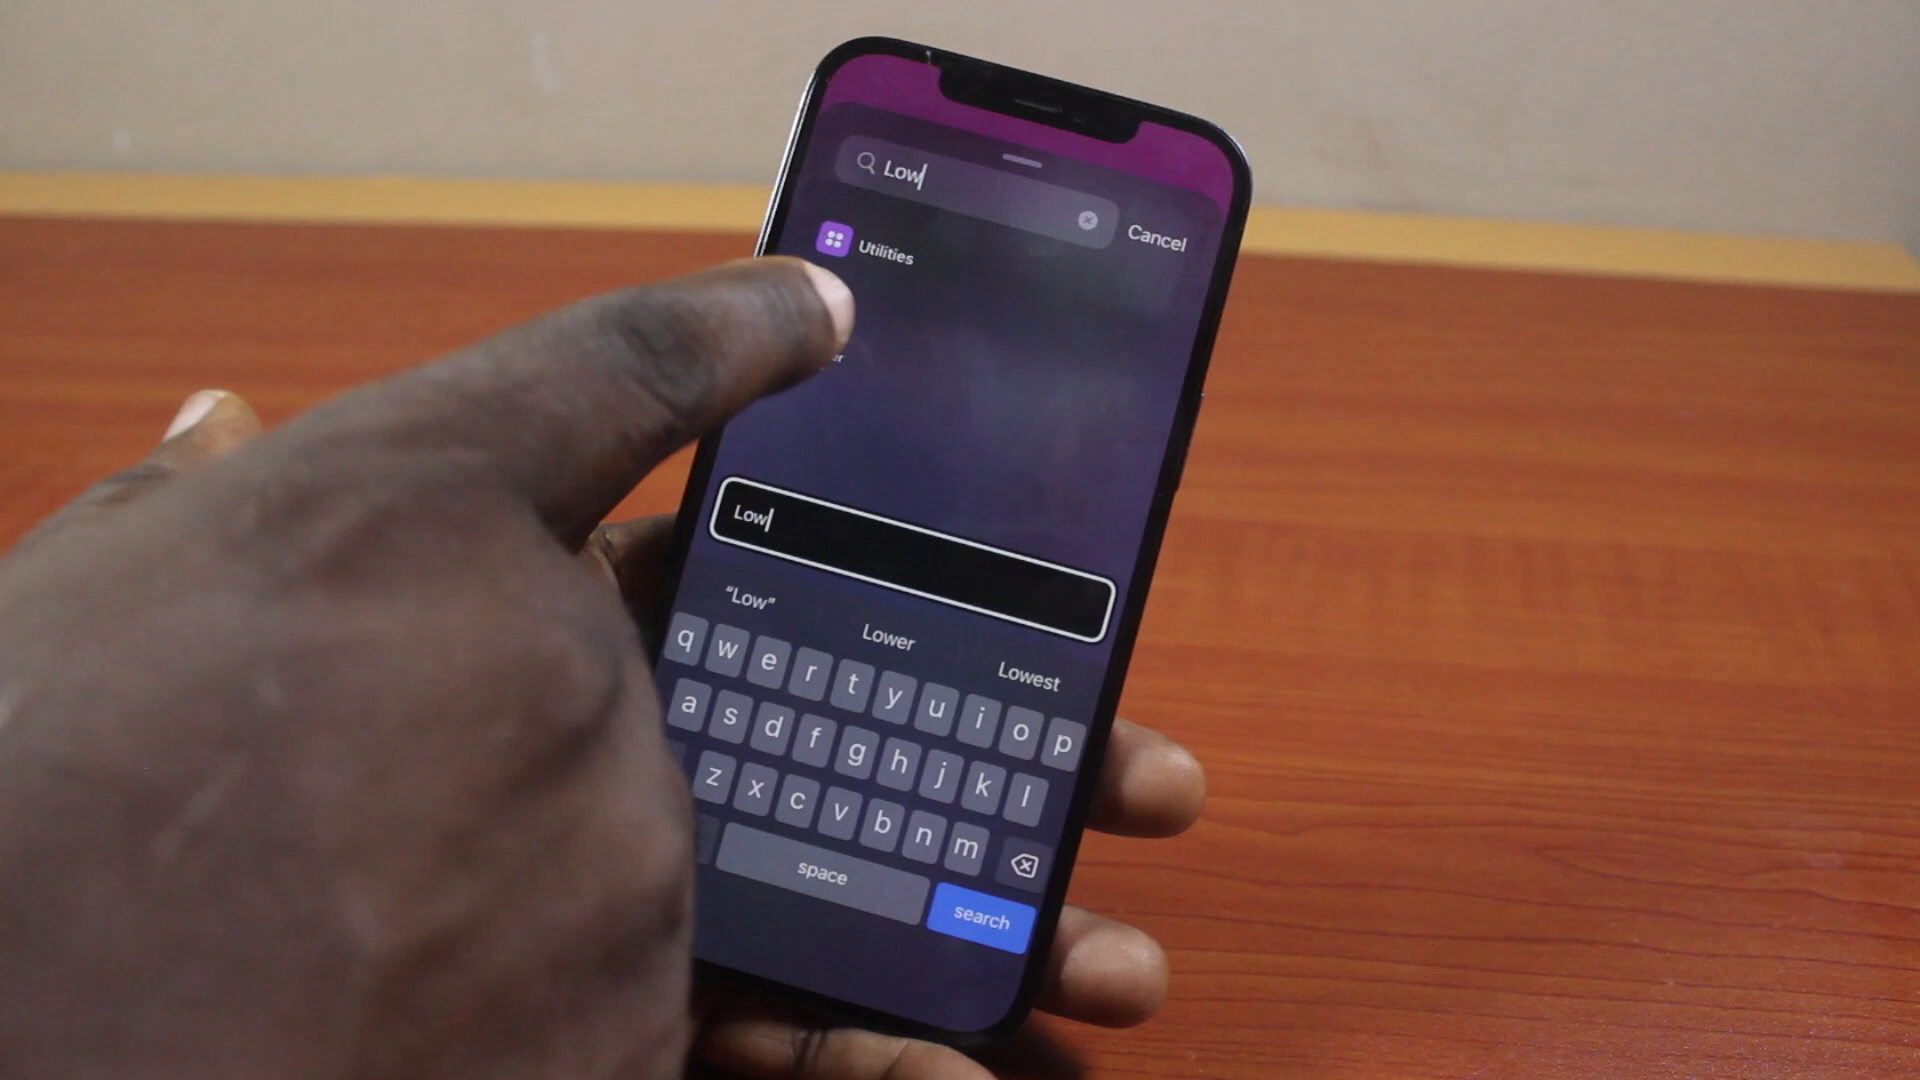 Low
Cancel
Utilities
Low
“Low”
Lower
Lowest
q w e r t y u i o p
a s d f g h j k l
z x c v b n m
space
search